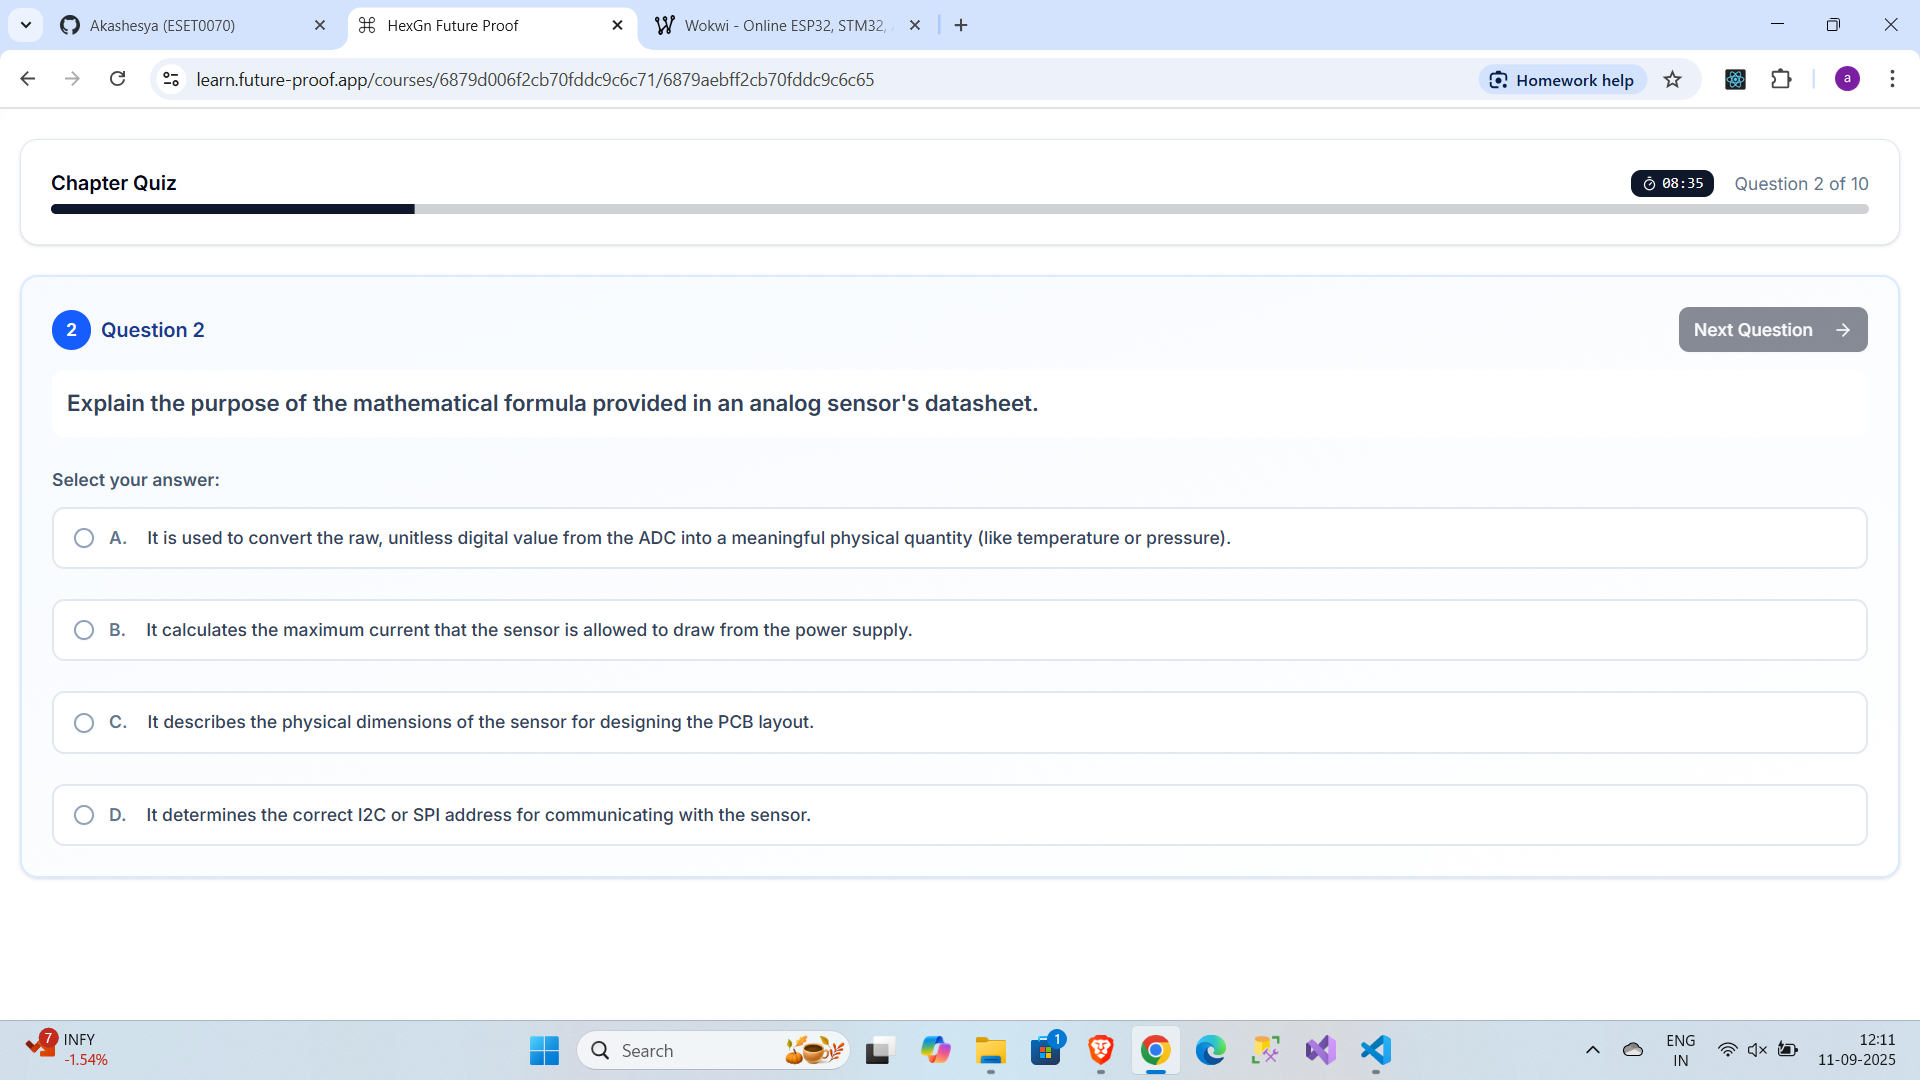 Akashesya (ESET0070)
HexGn Future Proof
Wokwi - Online ESP32, STM32,
learn.future-proof.app/courses/6879d006f2cb70fddc9c6c71/6879aebff2cb70fddc9c6c65
Homework help
a
Chapter Quiz
08:35
Question 2 of 10
2
Question 2
Next Question
Explain the purpose of the mathematical formula provided in an analog sensor's datasheet.
Select your answer:
A. It is used to convert the raw, unitless digital value from the ADC into a meaningful physical quantity (like temperature or pressure).
B. It calculates the maximum current that the sensor is allowed to draw from the power supply.
C. It describes the physical dimensions of the sensor for designing the PCB layout.
D. It determines the correct I2C or SPI address for communicating with the sensor.
7
INFY
-1.54%
Search
1
ENG
IN
12:11
11-09-2025